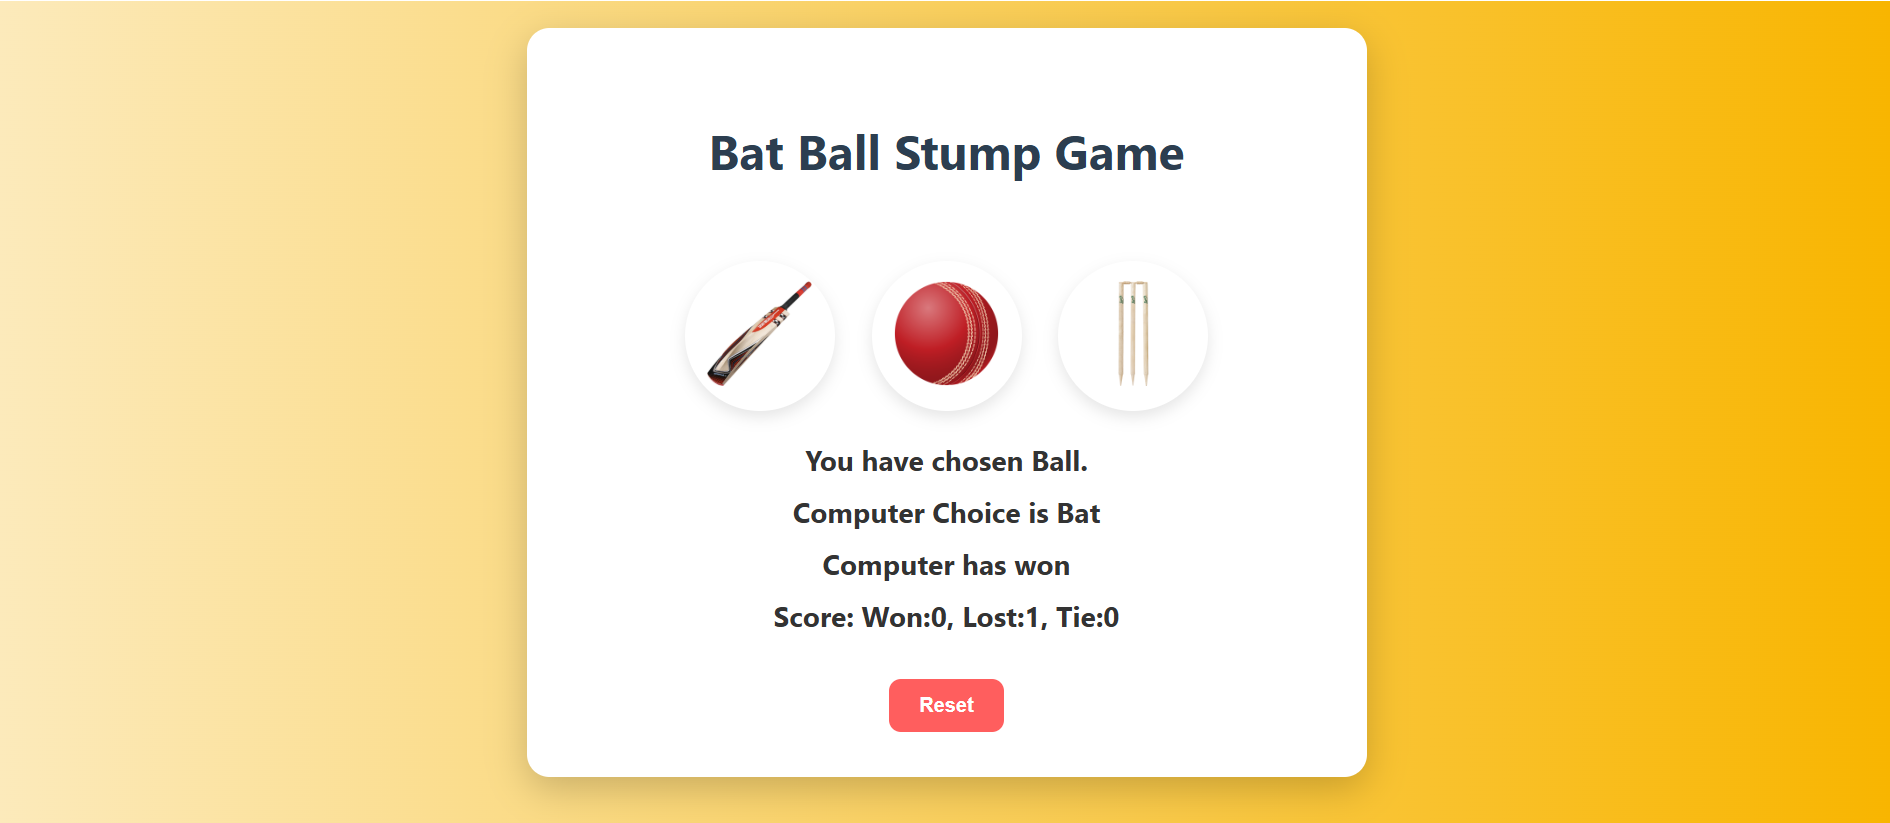 Bat Ball Stump Game
You have chosen Ball.
Computer Choice is Bat
Computer has won
Score: Won:0, Lost:1, Tie:0
Reset